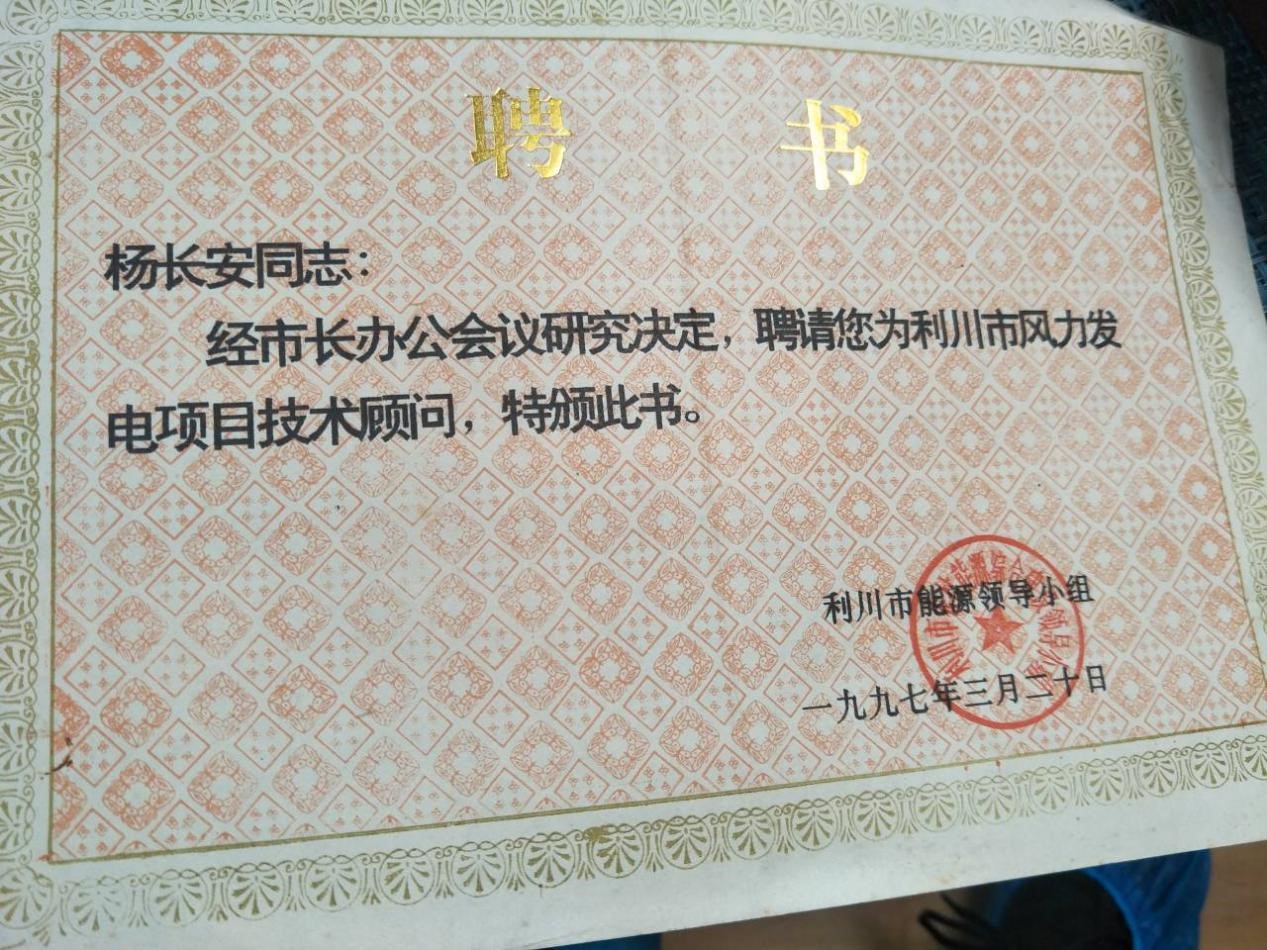 聘 书
杨长安同志：
经市长办公会议研究决定，聘请您为利川市风力发
电项目技术顾问，特颁此书。
利川市能源领导小组
一九九七年三月二十日